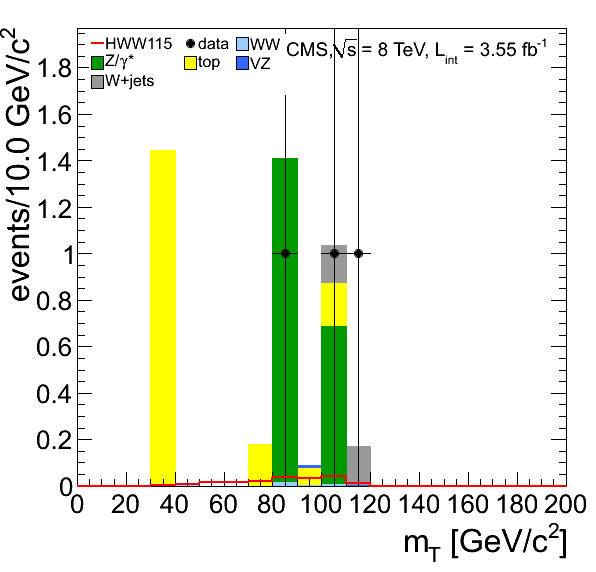 HWW115 data WW
Z/γ* top VZ
W+jets
CMS,√s = 8 TeV, L_int = 3.55 fb⁻¹
events/10.0 GeV/c²
1.8
1.6
1.4
1.2
1
0.8
0.6
0.4
0.2
0
0 20 40 60 80 100 120 140 160 180 200
m_T [GeV/c²]